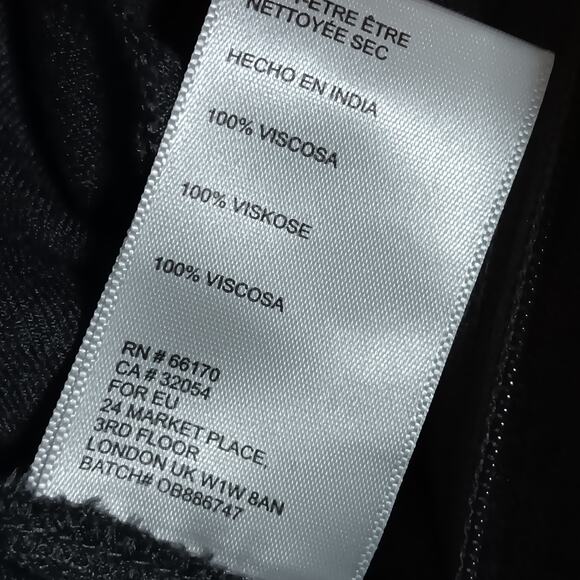 ÊTRE
NETTOYÉE SEC
HECHO EN INDIA
100% VISCOSA
100% VISKOSE
100% VISCOSA
RN # 66170
CA # 32054
FOR EU
24 MARKET PLACE,
3RD FLOOR
LONDON UK W1W 8AN
BATCH# OB886747